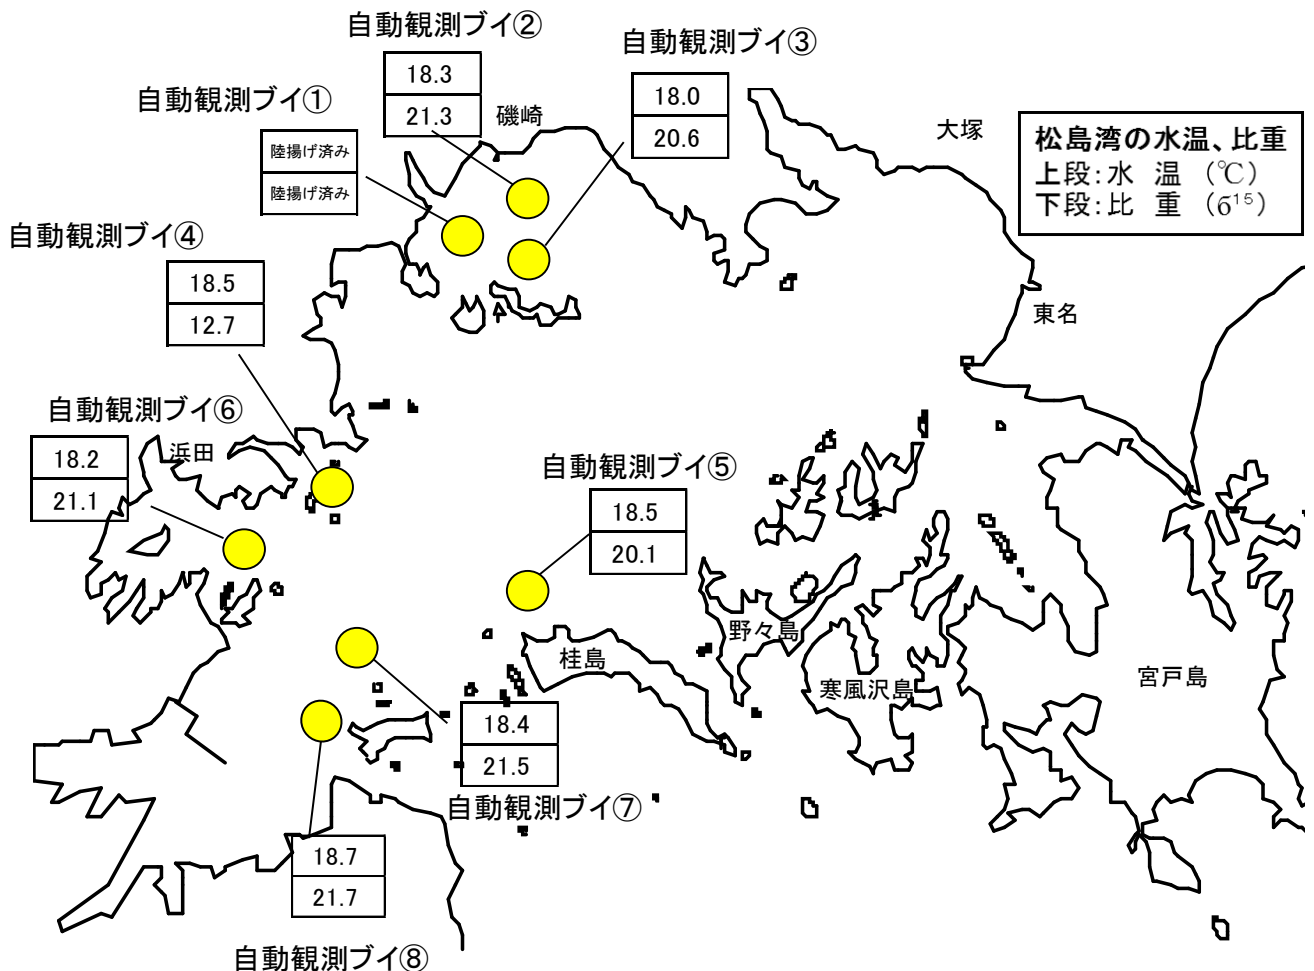 自動観測ブイ②
18.3
21.3
自動観測ブイ③
18.0
20.6
自動観測ブイ①
陸揚げ済み
陸揚げ済み
磯崎
大塚
松島湾の水温、比重
上段:水 温 (℃)
下段:比 重 (б¹⁵)
自動観測ブイ④
18.5
12.7
東名
自動観測ブイ⑥
18.2
21.1
浜田
自動観測ブイ⑤
18.5
20.1
野々島
桂島
寒風沢島
宮戸島
18.4
21.5
自動観測ブイ⑦
18.7
21.7
自動観測ブイ⑧